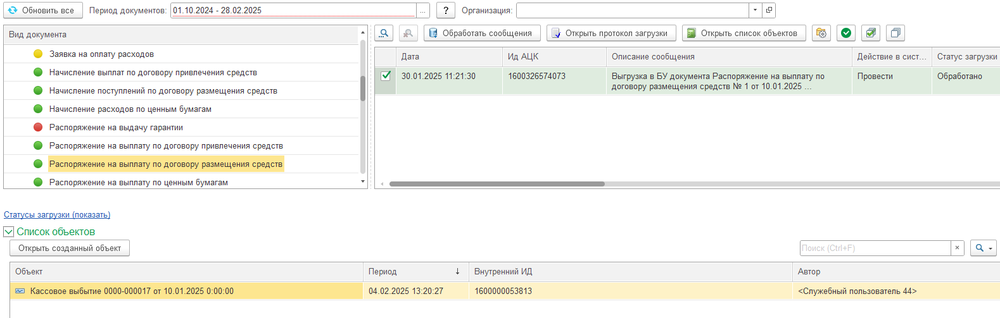 Обновить все
Период документов:
01.10.2024 - 28.02.2025
...
?
Организация:
Вид документа
Заявка на оплату расходов
Начисление выплат по договору привлечения средств
Начисление поступлений по договору размещения средств
Начисление расходов по ценным бумагам
Распоряжение на выдачу гарантии
Распоряжение на выплату по договору привлечения средств
Распоряжение на выплату по договору размещения средств
Распоряжение на выплату по ценным бумагам
Обработать сообщения
Открыть протокол загрузки
Открыть список объектов
Дата
Ид АЦК
Описание сообщения
Действие в сист...
Статус загрузки
30.01.2025 11:21:30
1600326574073
Выгрузка в БУ документа Распоряжение на выплату по
договору размещения средств № 1 от 10.01.2025 ...
Провести
Обработано
Статусы загрузки (показать)
Список объектов
Открыть созданный объект
Поиск (Ctrl+F)
×
Объект
Период ↓
Внутренний ИД
Автор
Кассовое выбытие 0000-000017 от 10.01.2025 0:00:00
04.02.2025 13:20:27
1600000053813
<Служебный пользователь 44>